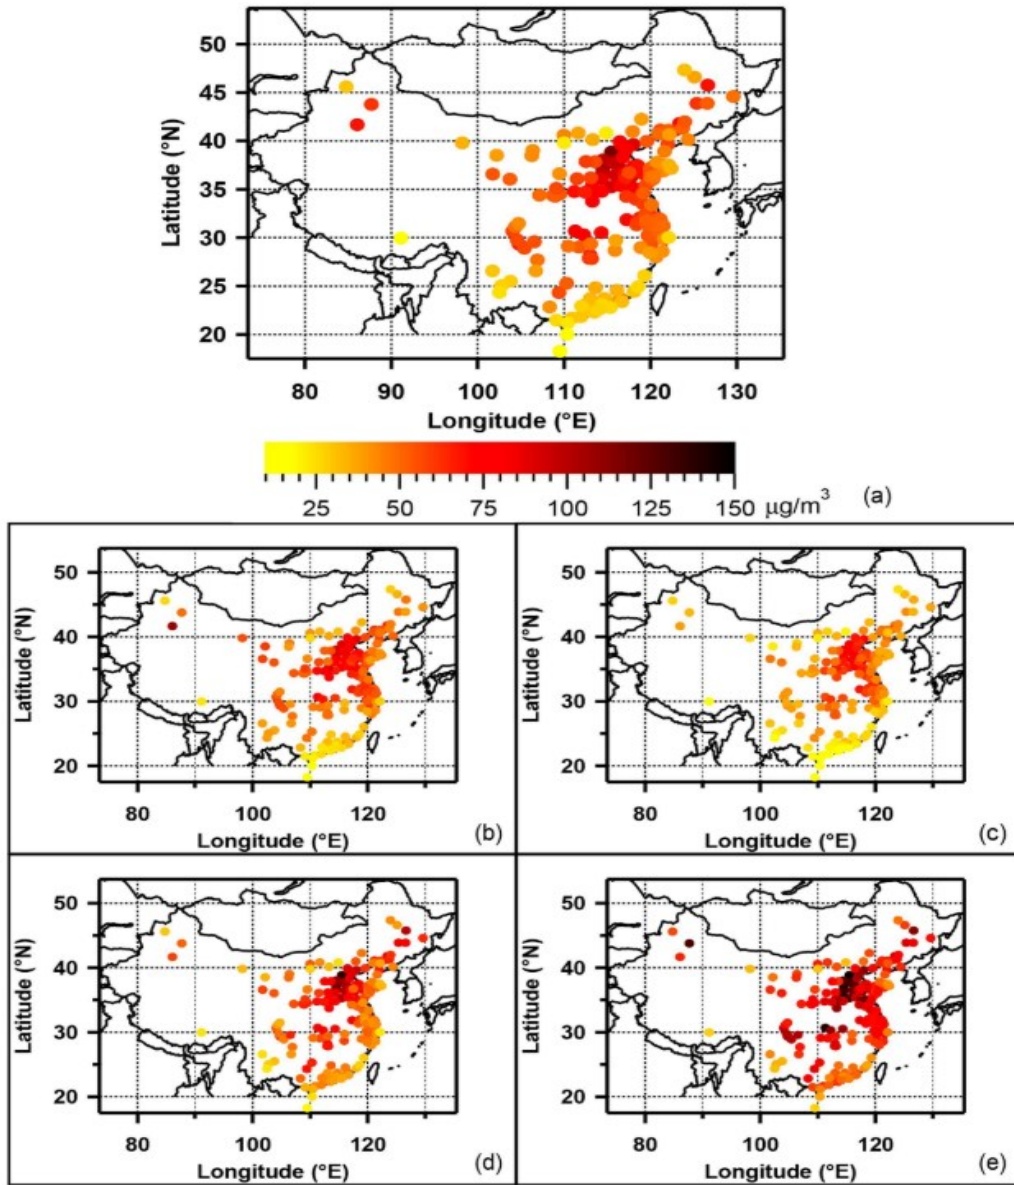 50
45
40
35
30
25
20
Latitude (°N)
80 90 100 110 120 130
Longitude (°E)
25 50 75 100 125 150 μg/m³ (a)
50
40
30
20
Latitude (°N)
80 100 120
Longitude (°E) (b)
50
40
30
20
Latitude (°N)
80 100 120
Longitude (°E) (c)
50
40
30
20
Latitude (°N)
80 100 120
Longitude (°E) (d)
50
40
30
20
Latitude (°N)
80 100 120
Longitude (°E) (e)